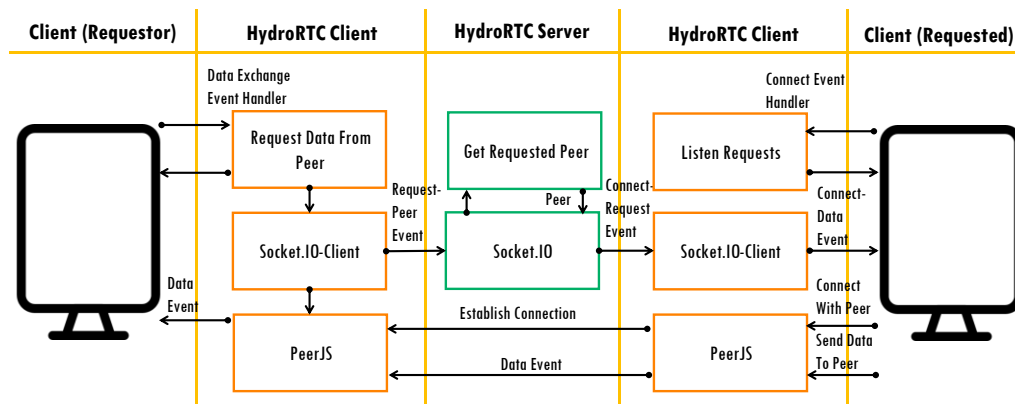 Client (Requestor)
HydroRTC Client
HydroRTC Server
HydroRTC Client
Client (Requested)
Data Exchange
Event Handler
Connect Event
Handler
Request Data From
Peer
Get Requested Peer
Listen Requests
Request-
Peer
Event
Peer
Connect-
Request
Event
Connect-
Data
Event
Socket.IO-Client
Socket.IO
Socket.IO-Client
Data
Event
Establish Connection
Connect
With Peer
PeerJS
Data Event
PeerJS
Send Data
To Peer